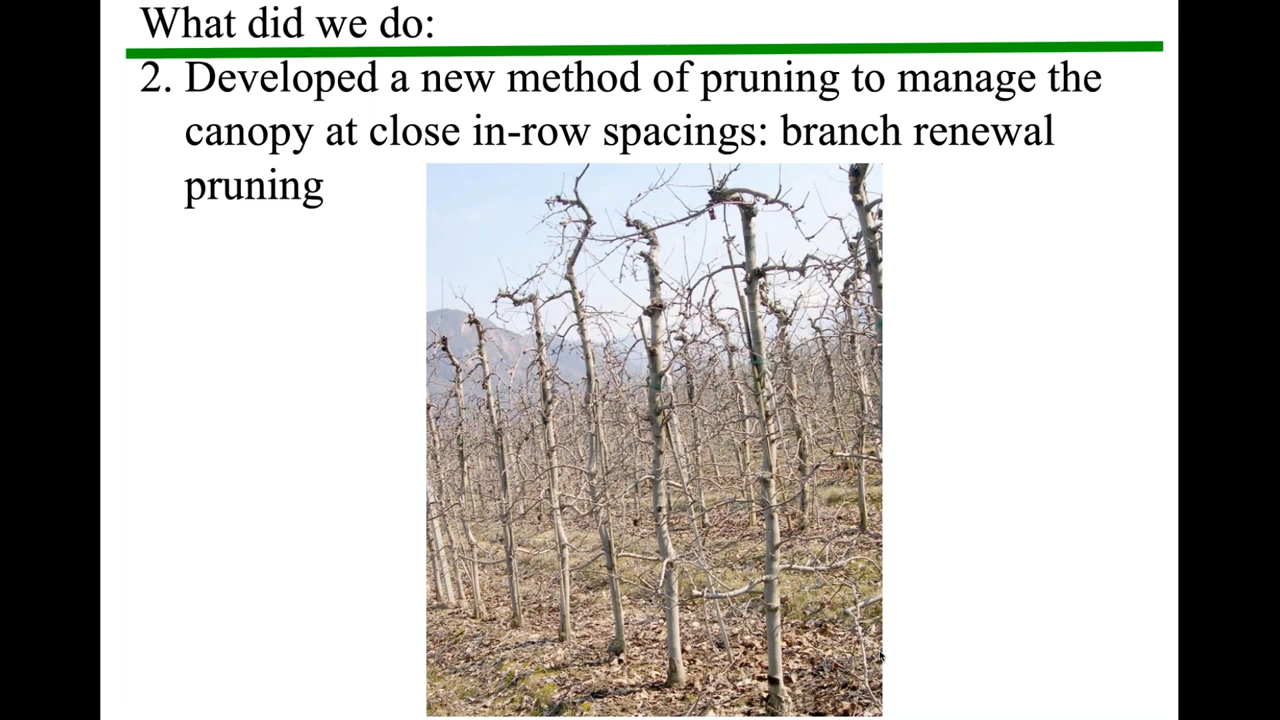 What did we do:
2. Developed a new method of pruning to manage the
canopy at close in-row spacings: branch renewal
pruning